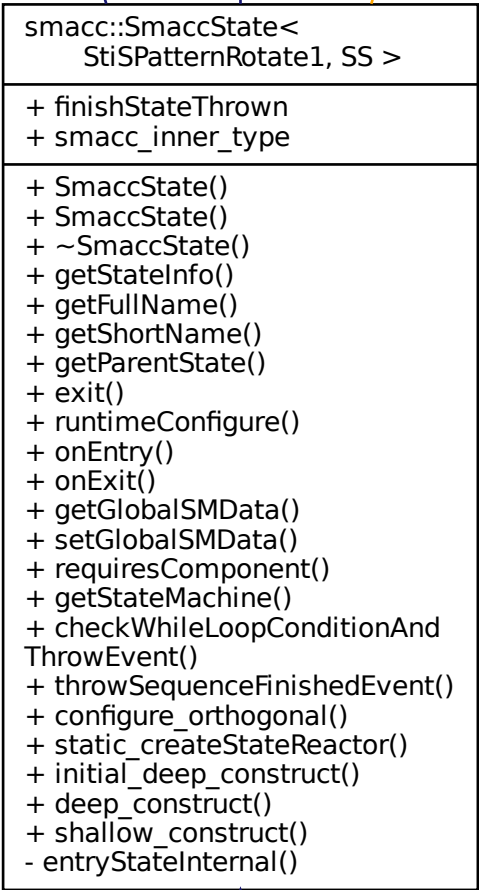 smacc::SmaccState<
StiSPatternRotate1, SS >
+ finishStateThrown
+ smacc_inner_type
+ SmaccState()
+ SmaccState()
+ ~SmaccState()
+ getStateInfo()
+ getFullName()
+ getShortName()
+ getParentState()
+ exit()
+ runtimeConfigure()
+ onEntry()
+ onExit()
+ getGlobalSMData()
+ setGlobalSMData()
+ requiresComponent()
+ getStateMachine()
+ checkWhileLoopConditionAnd
ThrowEvent()
+ throwSequenceFinishedEvent()
+ configure_orthogonal()
+ static_createStateReactor()
+ initial_deep_construct()
+ deep_construct()
+ shallow_construct()
- entryStateInternal()